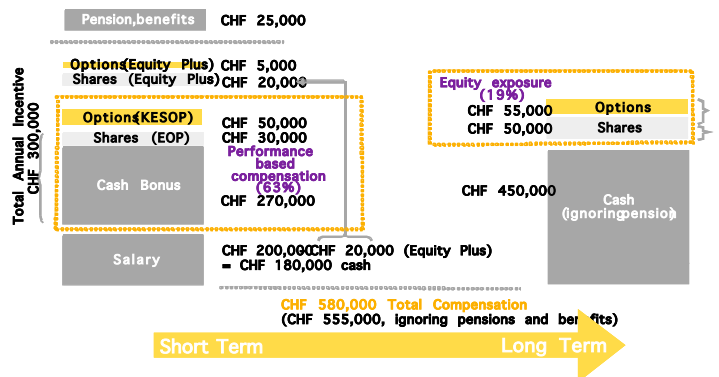 Pension,benefits CHF 25,000
Options(Equity Plus) CHF 5,000
Shares (Equity Plus) CHF 20,000
Total Annual Incentive
CHF 300,000
Options(KESOP) CHF 50,000
Shares (EOP) CHF 30,000
Cash Bonus
Performance
based
compensation
(63%)
CHF 270,000
Salary
CHF 200,000-CHF 20,000 (Equity Plus)
= CHF 180,000 cash
Equity exposure
(19%)
CHF 55,000 Options
CHF 50,000 Shares
CHF 450,000
Cash
(ignoringpension)
CHF 580,000 Total Compensation
(CHF 555,000, ignoring pensions and benefits)
Short Term Long Term